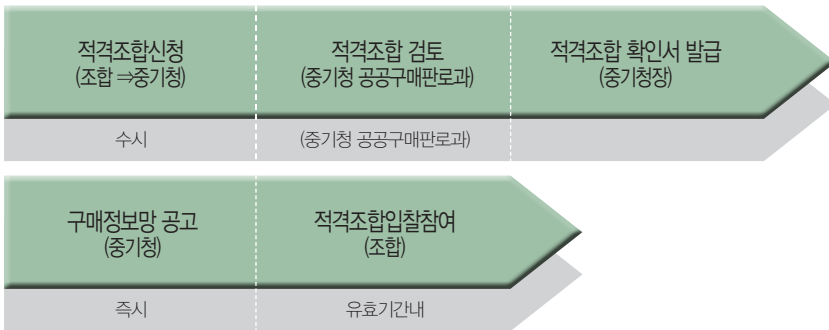 적격조합신청
(조합 ⇒중기청)
적격조합 검토
(중기청 공공구매판로과)
적격조합 확인서 발급
(중기청장)
수시
(중기청 공공구매판로과)
구매정보망 공고
(중기청)
적격조합입찰참여
(조합)
즉시
유효기간내